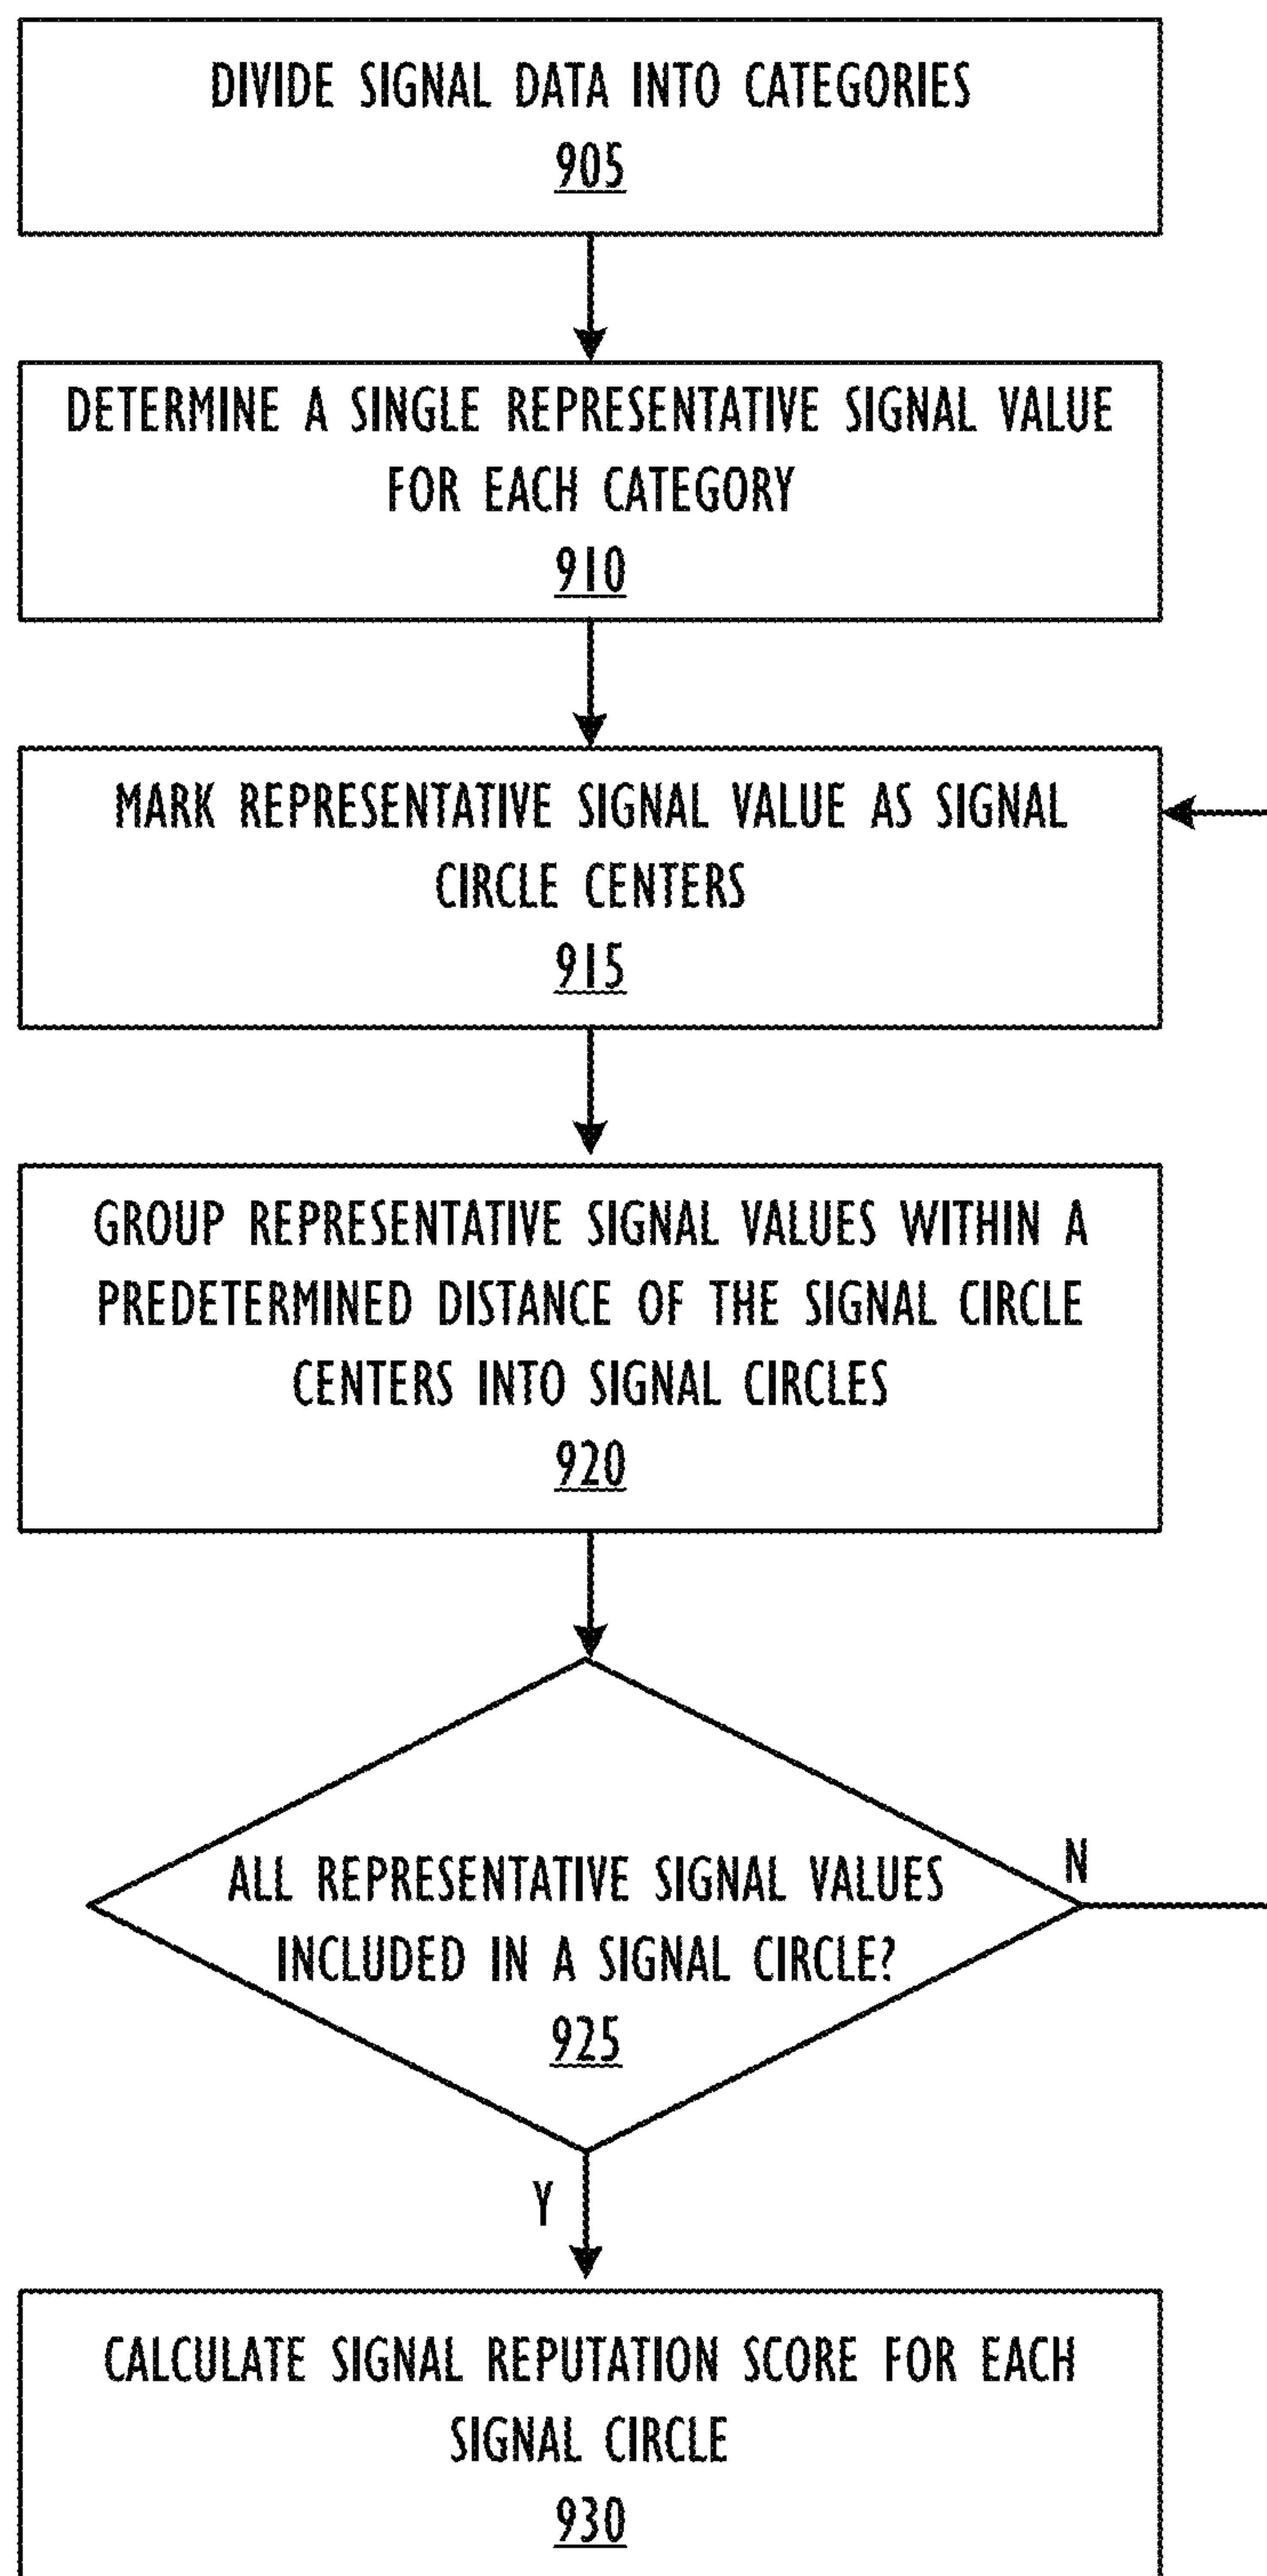 DIVIDE SIGNAL DATA INTO CATEGORIES
905
DETERMINE A SINGLE REPRESENTATIVE SIGNAL VALUE
FOR EACH CATEGORY
910
MARK REPRESENTATIVE SIGNAL VALUE AS SIGNAL
CIRCLE CENTERS
915
GROUP REPRESENTATIVE SIGNAL VALUES WITHIN A
PREDETERMINED DISTANCE OF THE SIGNAL CIRCLE
CENTERS INTO SIGNAL CIRCLES
920
N
ALL REPRESENTATIVE SIGNAL VALUES
INCLUDED IN A SIGNAL CIRCLE?
925
Y
CALCULATE SIGNAL REPUTATION SCORE FOR EACH
SIGNAL CIRCLE
930